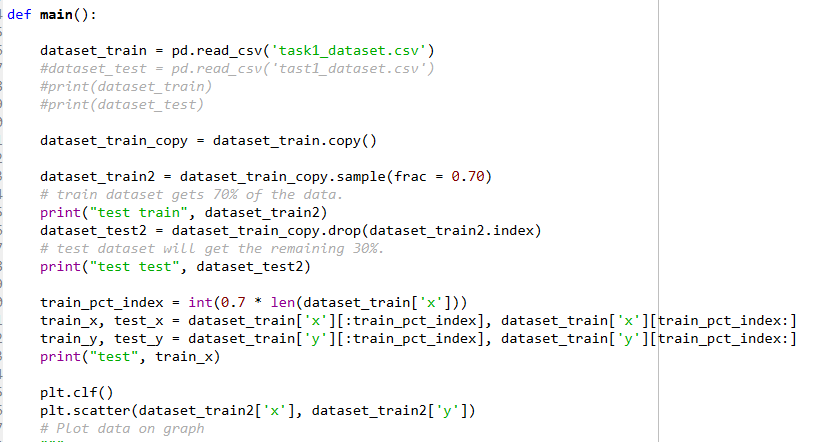 def main():
dataset_train = pd.read_csv('task1_dataset.csv')
#dataset_test = pd.read_csv('tast1_dataset.csv')
#print(dataset_train)
#print(dataset_test)
dataset_train_copy = dataset_train.copy()
dataset_train2 = dataset_train_copy.sample(frac = 0.70)
# train dataset gets 70% of the data.
print("test train", dataset_train2)
dataset_test2 = dataset_train_copy.drop(dataset_train2.index)
# test dataset will get the remaining 30%.
print("test test", dataset_test2)
train_pct_index = int(0.7 * len(dataset_train['x']))
train_x, test_x = dataset_train['x'][:train_pct_index], dataset_train['x'][train_pct_index:]
train_y, test_y = dataset_train['y'][:train_pct_index], dataset_train['y'][train_pct_index:]
print("test", train_x)
plt.clf()
plt.scatter(dataset_train2['x'], dataset_train2['y'])
# Plot data on graph